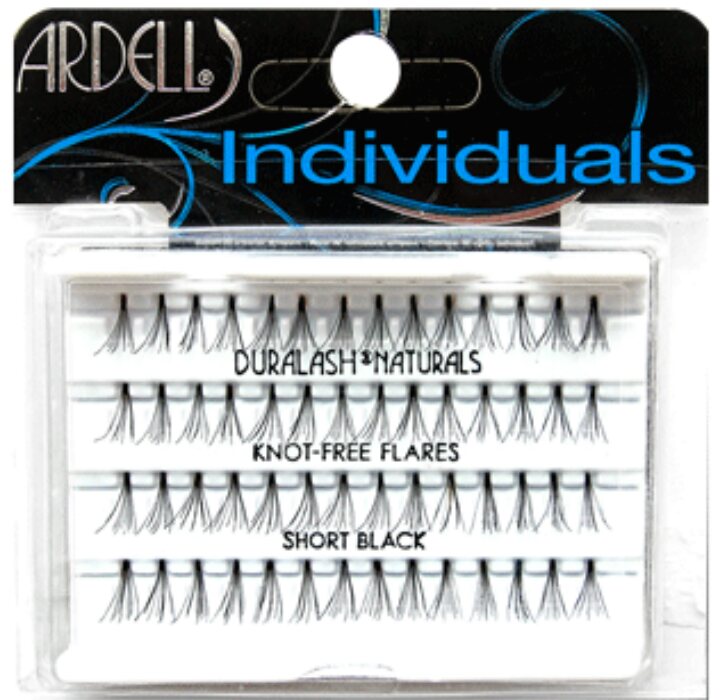 ARDELL®
Individuals
DURALASH® NATURALS
KNOT-FREE FLARES
SHORT BLACK